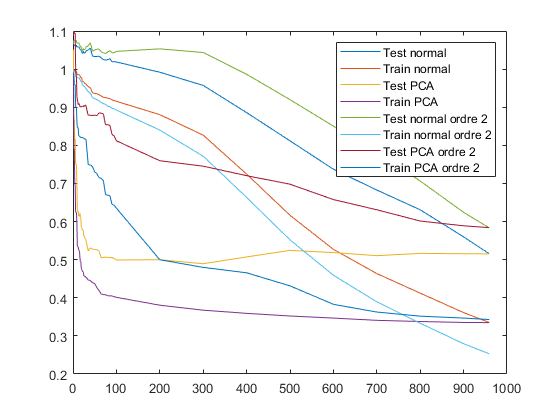 1.1
1
0.9
0.8
0.7
0.6
0.5
0.4
0.3
0.2
0 100 200 300 400 500 600 700 800 900 1000
Test normal
Train normal
Test PCA
Train PCA
Test normal ordre 2
Train normal ordre 2
Test PCA ordre 2
Train PCA ordre 2